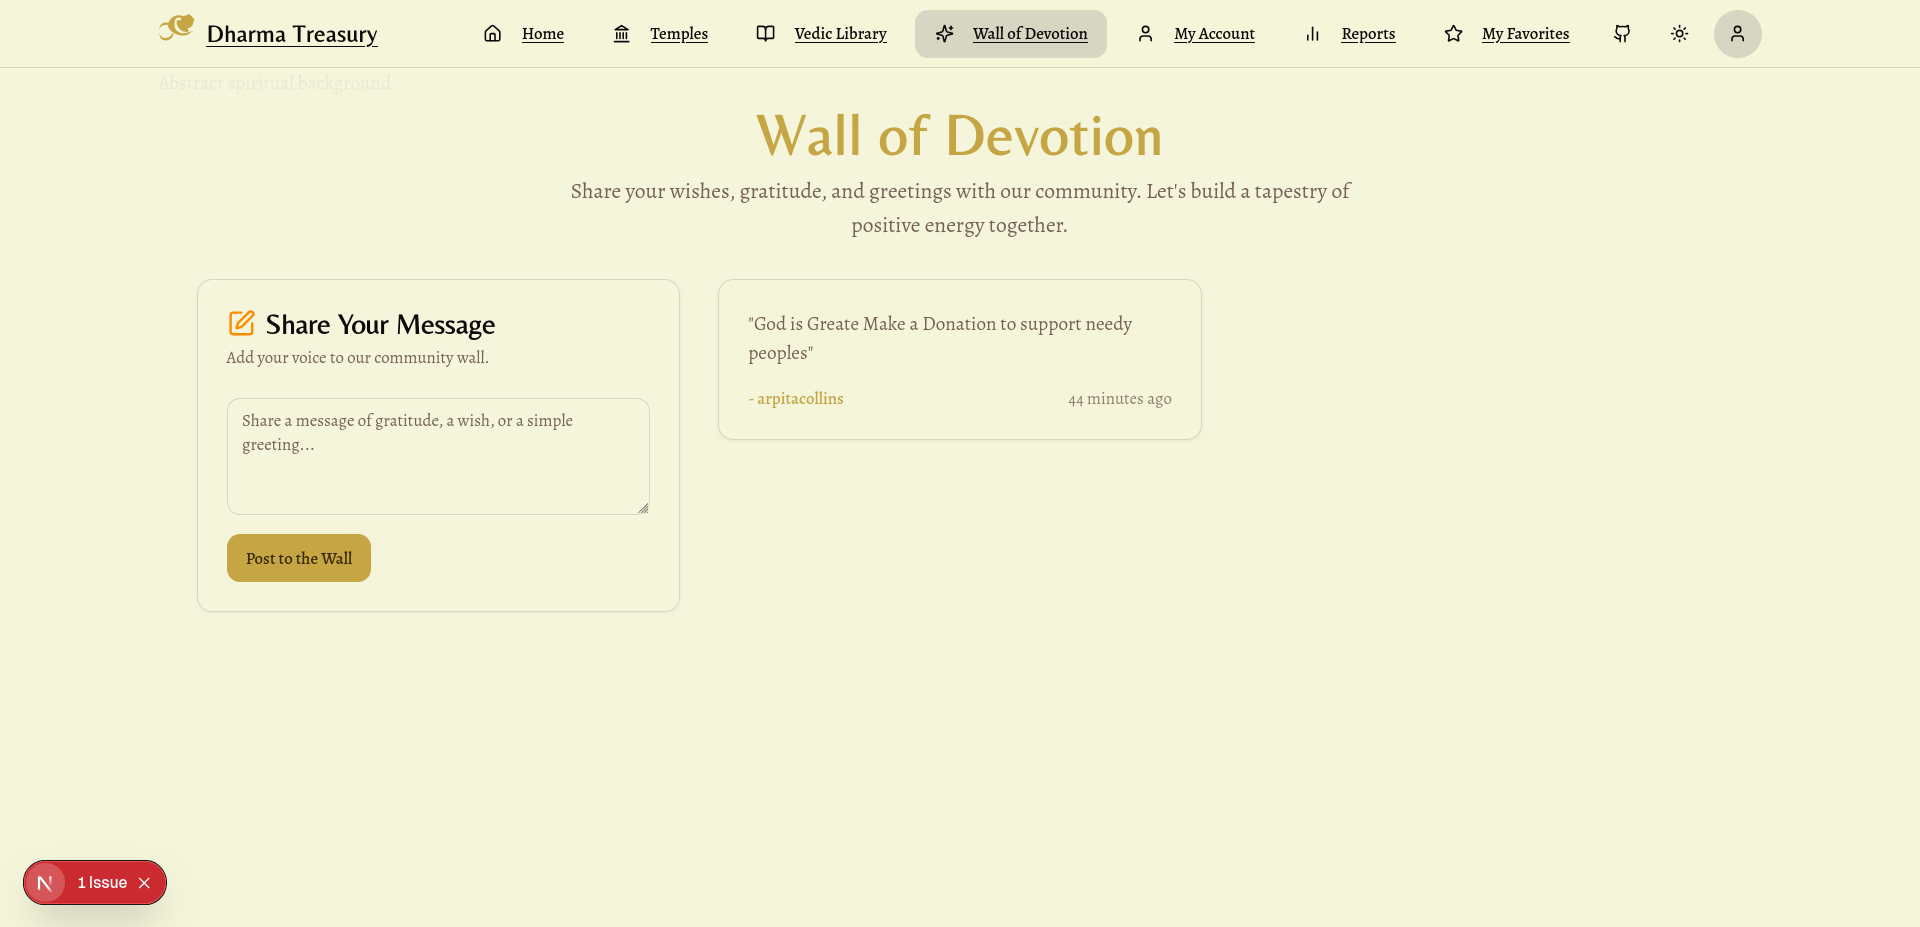 Dharma Treasury
Home
Temples
Vedic Library
Wall of Devotion
My Account
Reports
My Favorites
Abstract spiritual background
Wall of Devotion
Share your wishes, gratitude, and greetings with our community. Let's build a tapestry of
positive energy together.
Share Your Message
Add your voice to our community wall.
Share a message of gratitude, a wish, or a simple
greeting...
Post to the Wall
"God is Greate Make a Donation to support needy
peoples"
- arpitacollins
44 minutes ago
N
1 Issue